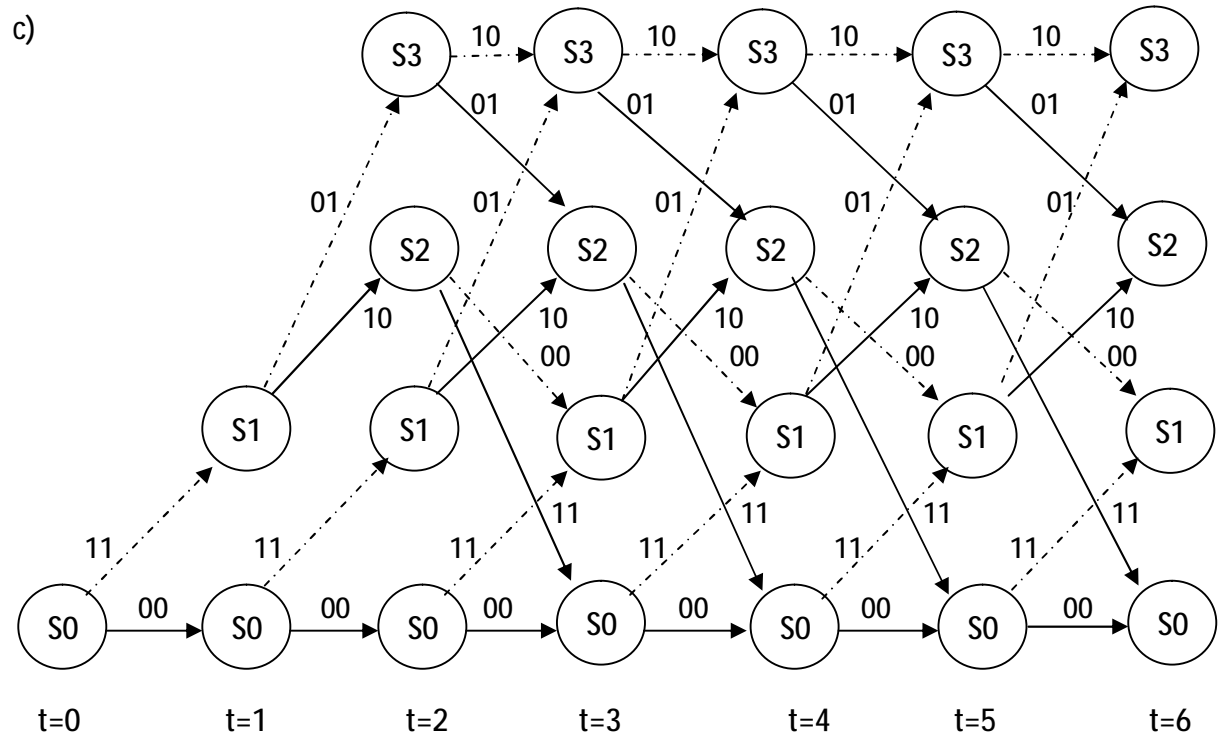 c)
S3 10 S3 10 S3 10 S3 10 S3
01 01 01 01
01 01 01 01 01
S2 S2 S2 S2 S2
10 10 10 10 10
00 00 00 00
S1 S1 S1 S1 S1 S1
11 11 11 11
11 11 11 11 11 11
00 00 00 00 00 00
S0 S0 S0 S0 S0 S0 S0
t=0 t=1 t=2 t=3 t=4 t=5 t=6